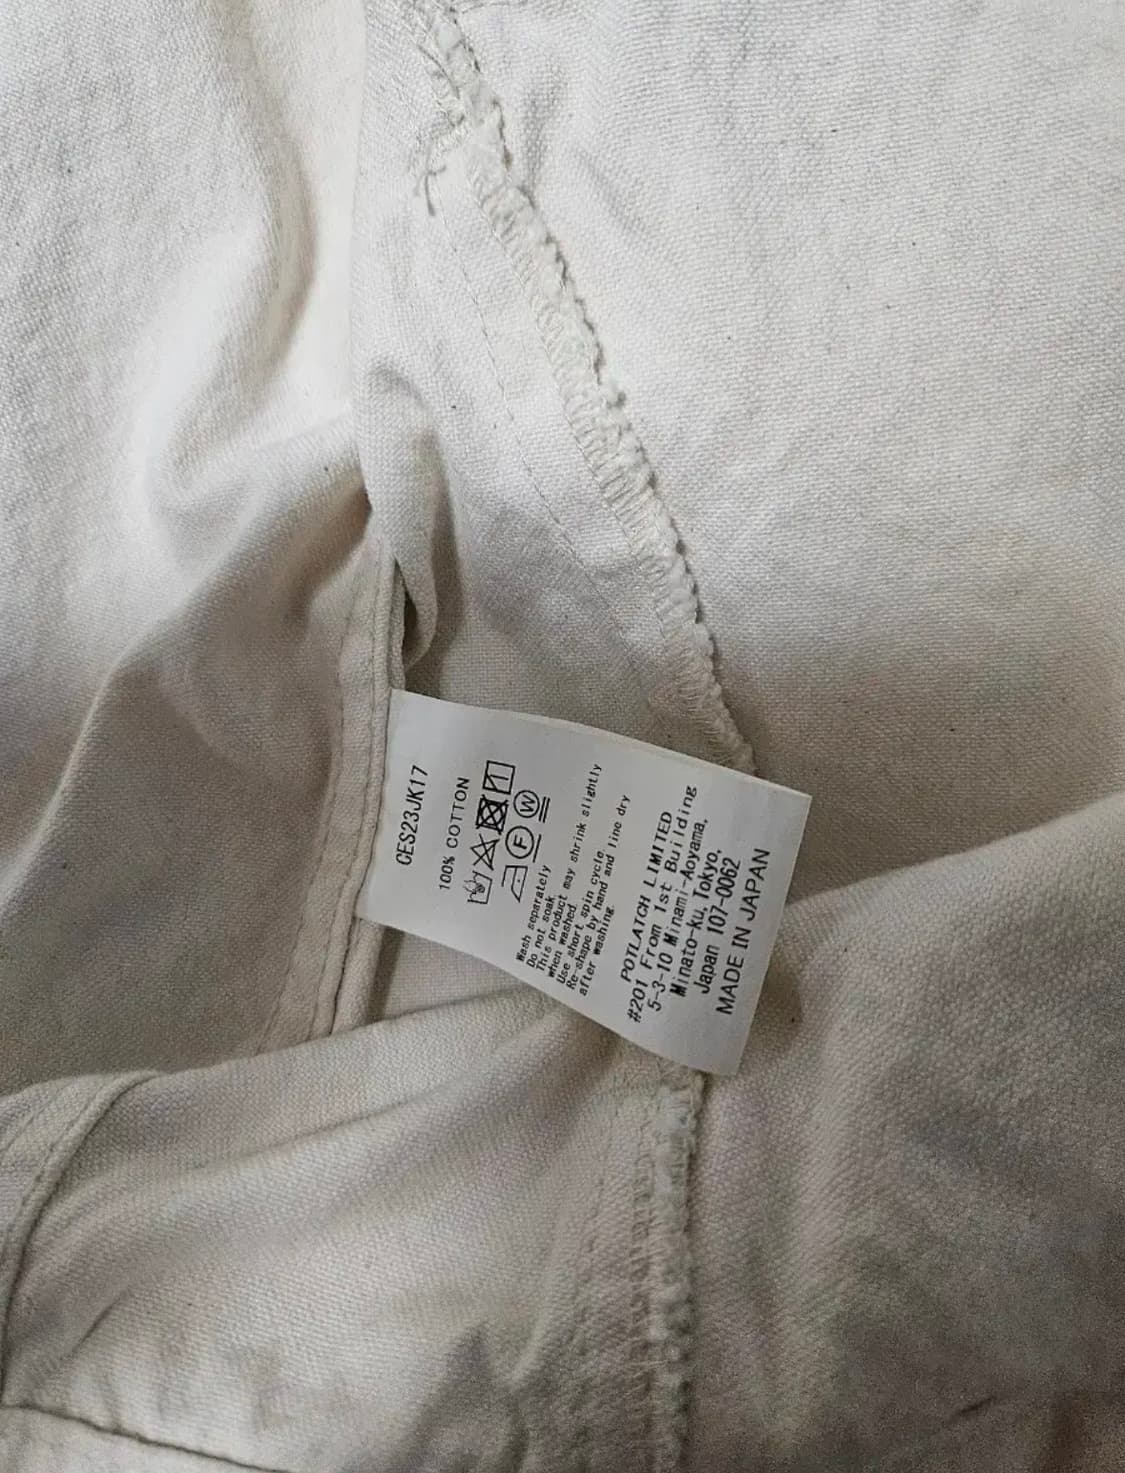 CES23JK17
100% COTTON
F W
Wash separately
Do not soak.
This product may shrink slightly
when washed.
Use short spin cycle.
Re-shape by hand and line dry
after washing.
POTLATCH LIMITED
#201 From 1st Building
5-3-10 Minami-Aoyama,
Minato-ku, Tokyo,
Japan 107-0062
MADE IN JAPAN